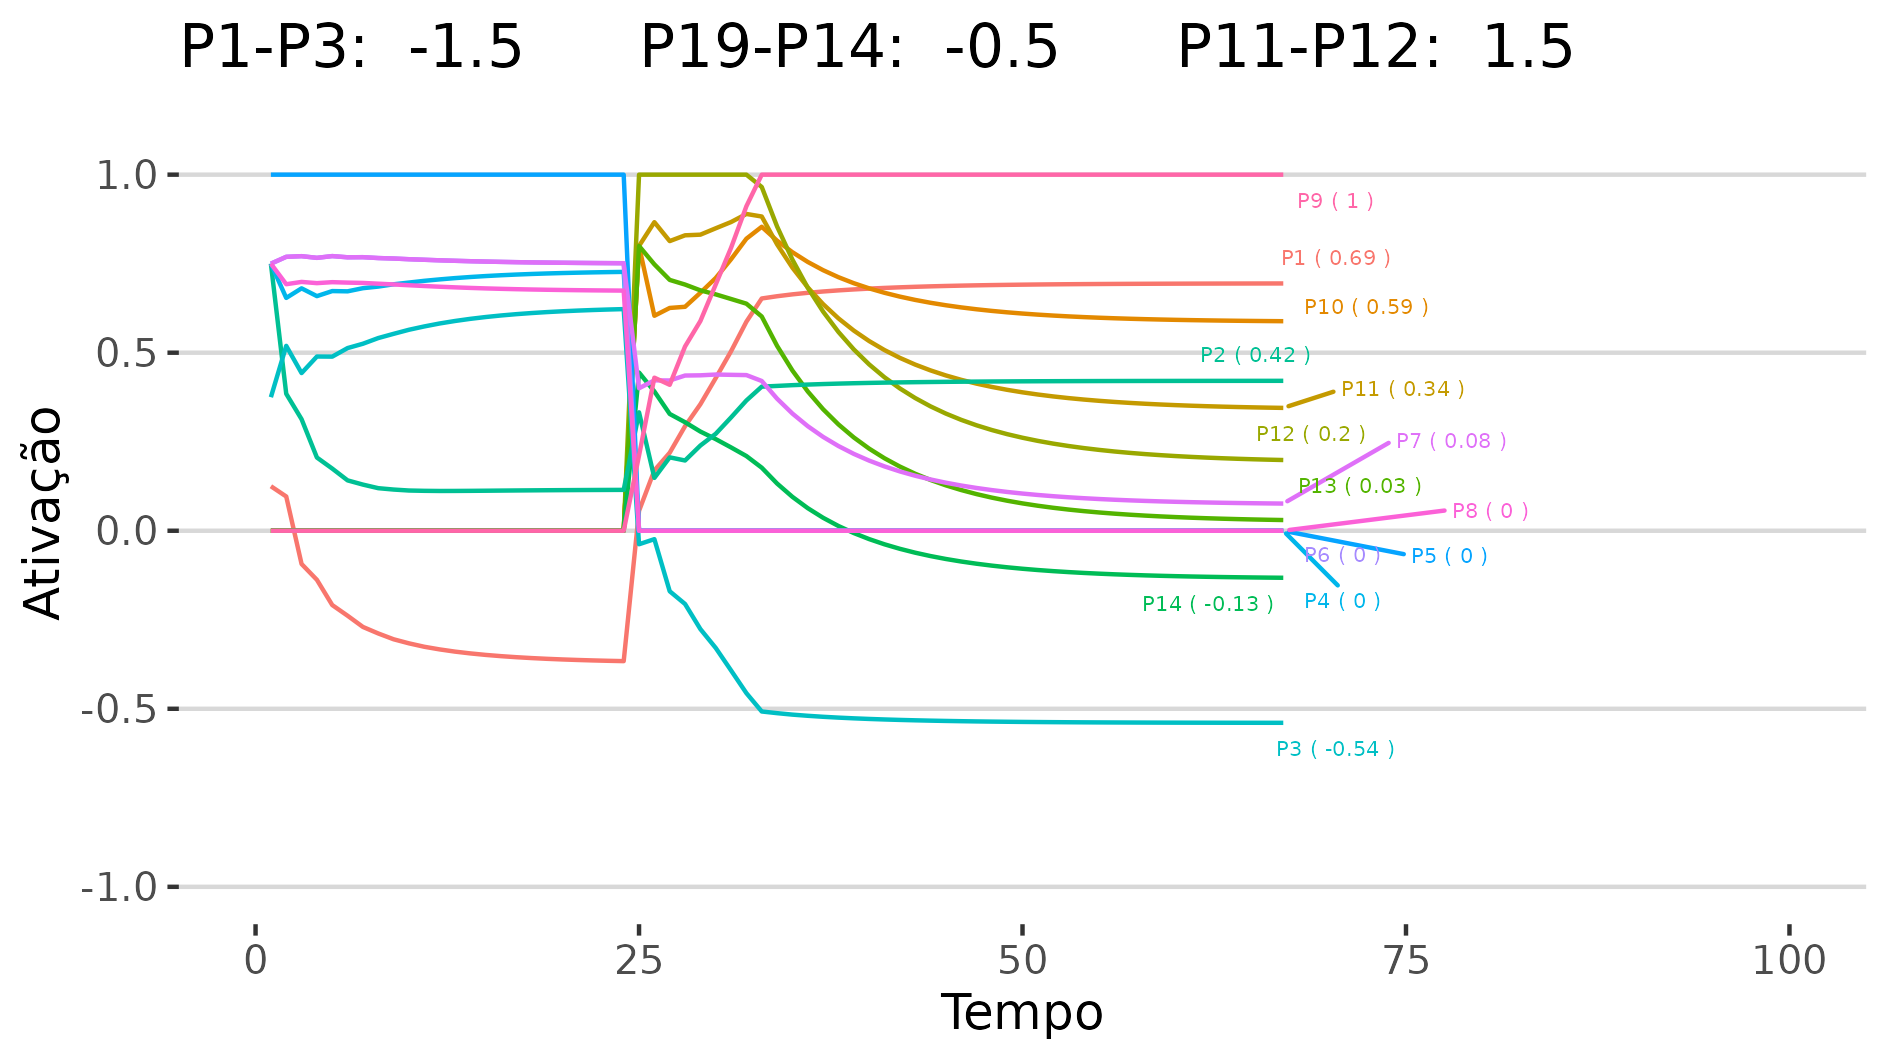 P1-P3:  -1.5 P19-P14:  -0.5 P11-P12:  1.5
1.0
0.5
0.0
-0.5
-1.0
Ativação
P9 ( 1 )
P1 ( 0.69 )
P10 ( 0.59 )
P2 ( 0.42 )
P11 ( 0.34 )
P12 ( 0.2 )
P7 ( 0.08 )
P13 ( 0.03 )
P8 ( 0 )
P6 ( 0 )
P5 ( 0 )
P4 ( 0 )
P14 ( -0.13 )
P3 ( -0.54 )
0 25 50 75 100
Tempo